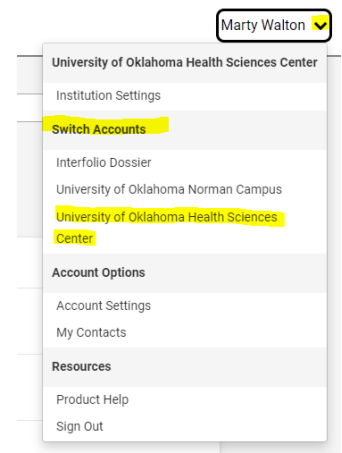 Marty Walton
University of Oklahoma Health Sciences Center
Institution Settings
Switch Accounts
Interfolio Dossier
University of Oklahoma Norman Campus
University of Oklahoma Health Sciences
Center
Account Options
Account Settings
My Contacts
Resources
Product Help
Sign Out